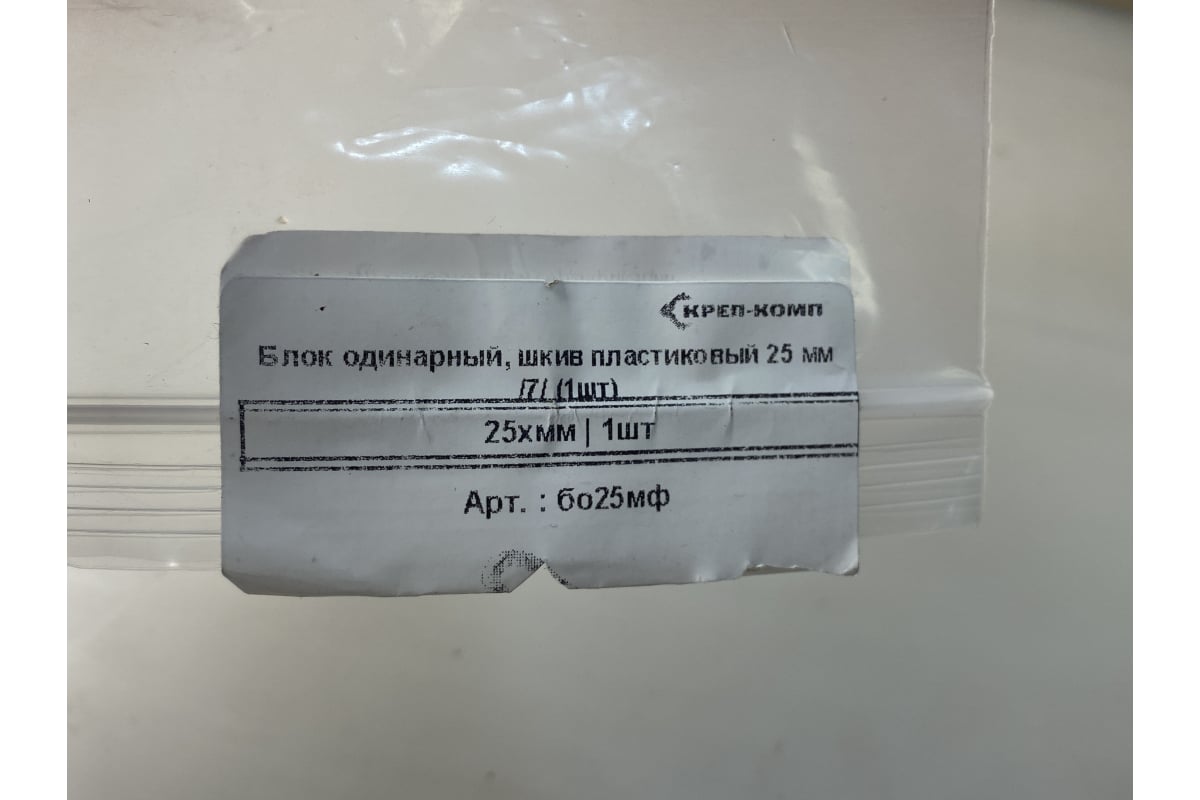 КРЕП-КОМП
Блок одинарный, шкив пластиковый 25 мм
/7/ (1шт)
25хмм | 1шт
Арт. : бо25мф